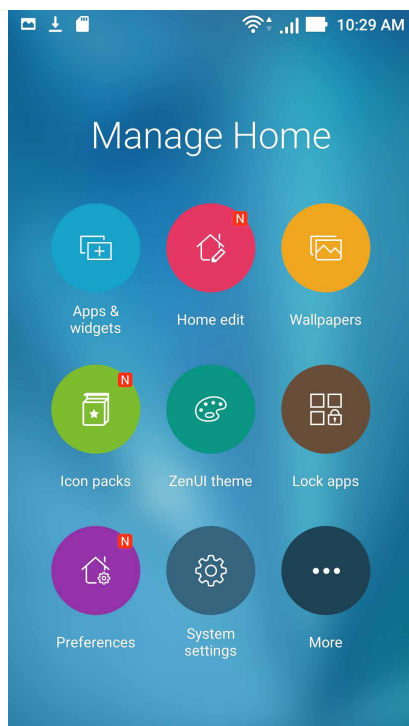 10:29 AM
Manage Home
N
Apps &
widgets
Home edit
Wallpapers
N
Icon packs
ZenUI theme
Lock apps
N
Preferences
System
settings
More